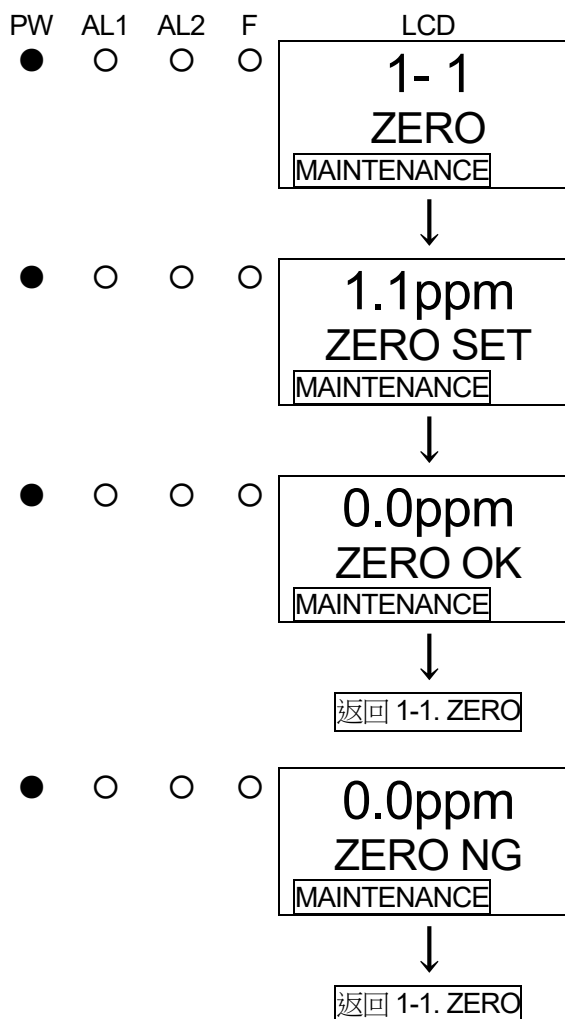 PW AL1 AL2 F LCD
1- 1
ZERO
MAINTENANCE
1.1ppm
ZERO SET
MAINTENANCE
0.0ppm
ZERO OK
MAINTENANCE
返回 1-1. ZERO
0.0ppm
ZERO NG
MAINTENANCE
返回 1-1. ZERO